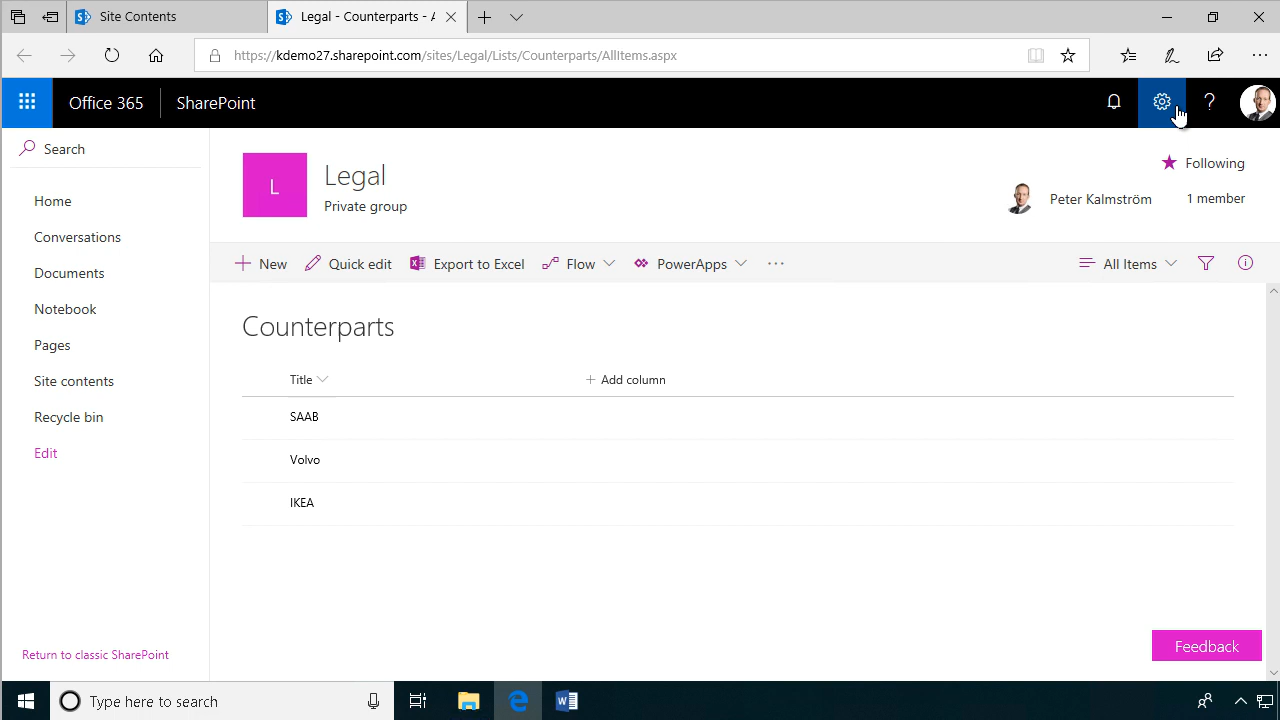 Site Contents
Legal - Counterparts - A
https://kdemo27.sharepoint.com/sites/Legal/Lists/Counterparts/AllItems.aspx
Office 365
SharePoint
Search
Home
Conversations
Documents
Notebook
Pages
Site contents
Recycle bin
Edit
Return to classic SharePoint
L
Legal
Private group
Following
Peter Kalmström
1 member
New
Quick edit
Export to Excel
Flow
PowerApps
All Items
Counterparts
Title
Add column
SAAB
Volvo
IKEA
Feedback
Type here to search